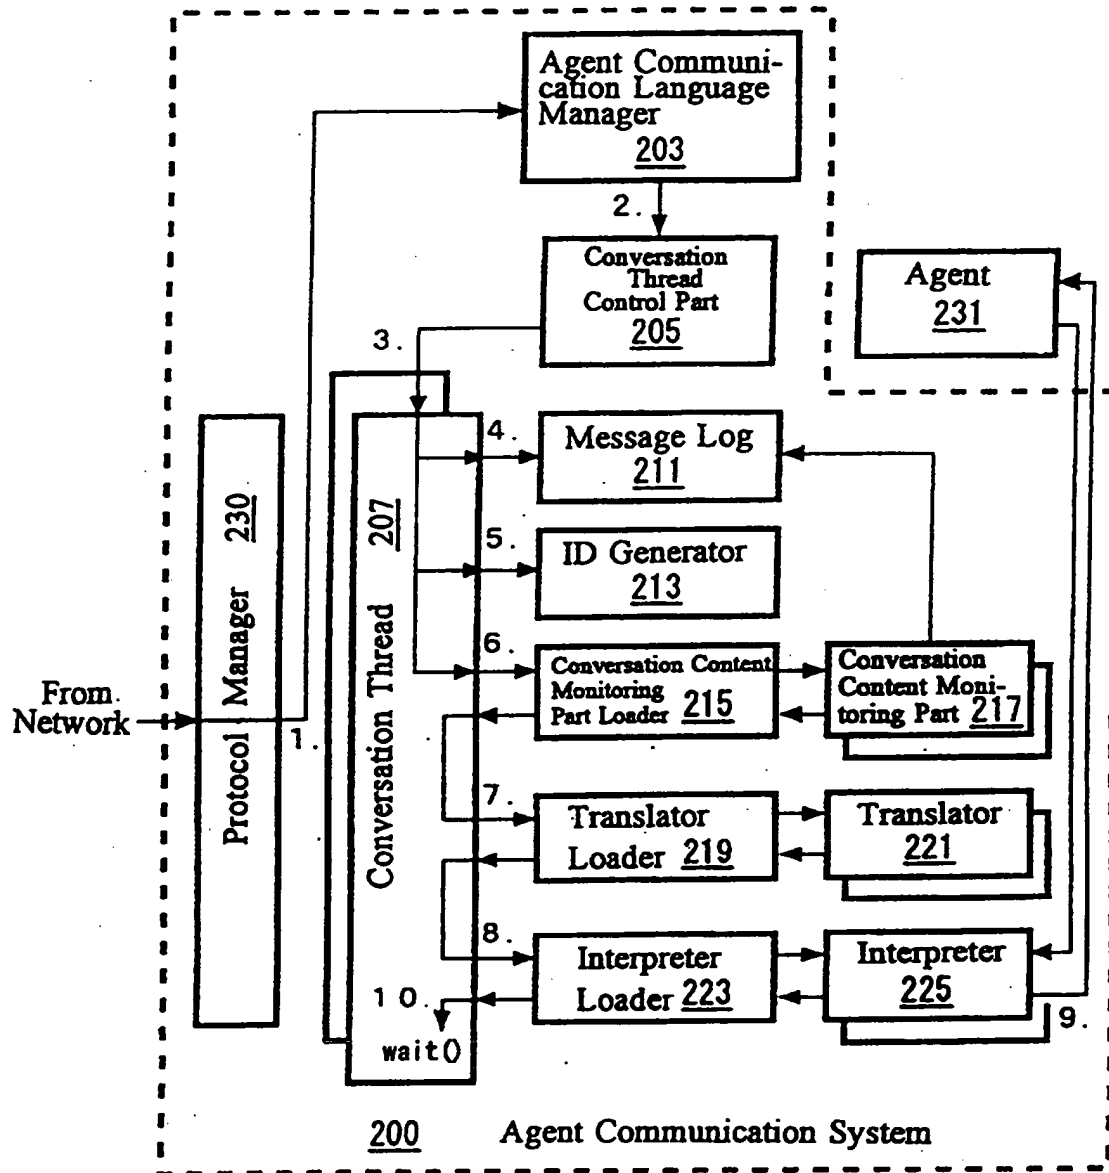 Agent Communi-
cation Language
Manager
203
2.
Conversation
Thread
Control Part
205
Agent
231
3.
4.
Message Log
211
5.
ID Generator
213
6.
Conversation Content
Monitoring
Part Loader 215
Conversation
Content Moni-
toring Part 217
From
Network
1.
Protocol Manager 230
Conversation Thread 207
7.
Translator
Loader 219
Translator
221
8.
Interpreter
Loader 223
Interpreter
225
9.
10.
wait()
200 Agent Communication System